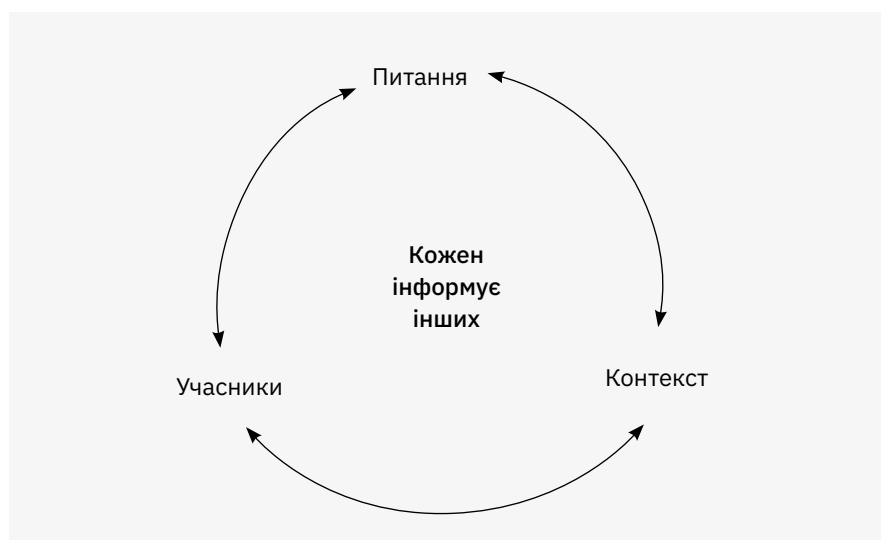 Питання
Кожен
інформує
інших
Учасники
Контекст